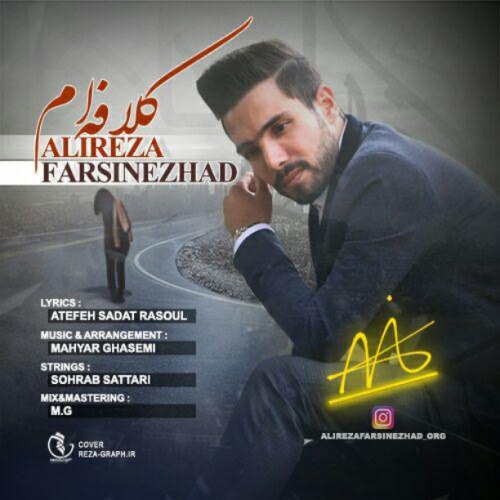 کلافه ام
ALIREZA
FARSINEZHAD
LYRICS :
ATEFEH SADAT RASOUL
MUSIC & ARRANGEMENT :
MAHYAR GHASEMI
STRINGS :
SOHRAB SATTARI
MIX&MASTERING :
M.G
COVER
REZA-GRAPH.IR
ALIREZAFARSINEZHAD_ORG